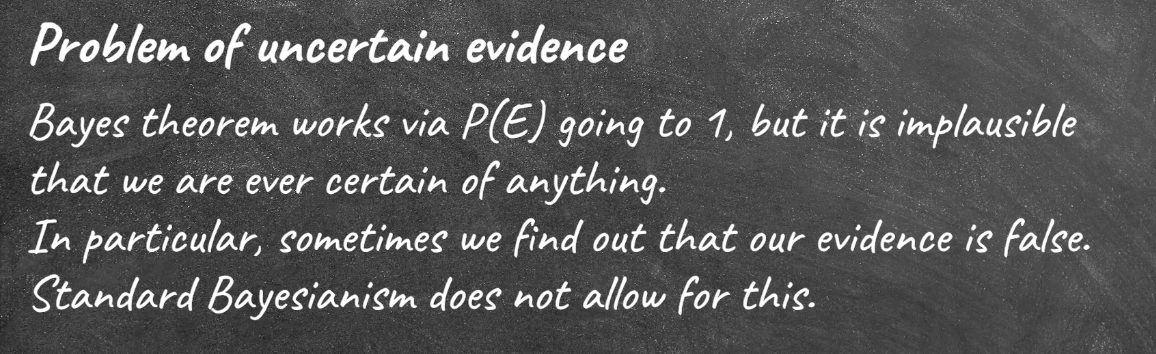 Problem of uncertain evidence
Bayes theorem works via P(E) going to 1, but it is implausible
that we are ever certain of anything.
In particular, sometimes we find out that our evidence is false.
Standard Bayesianism does not allow for this.